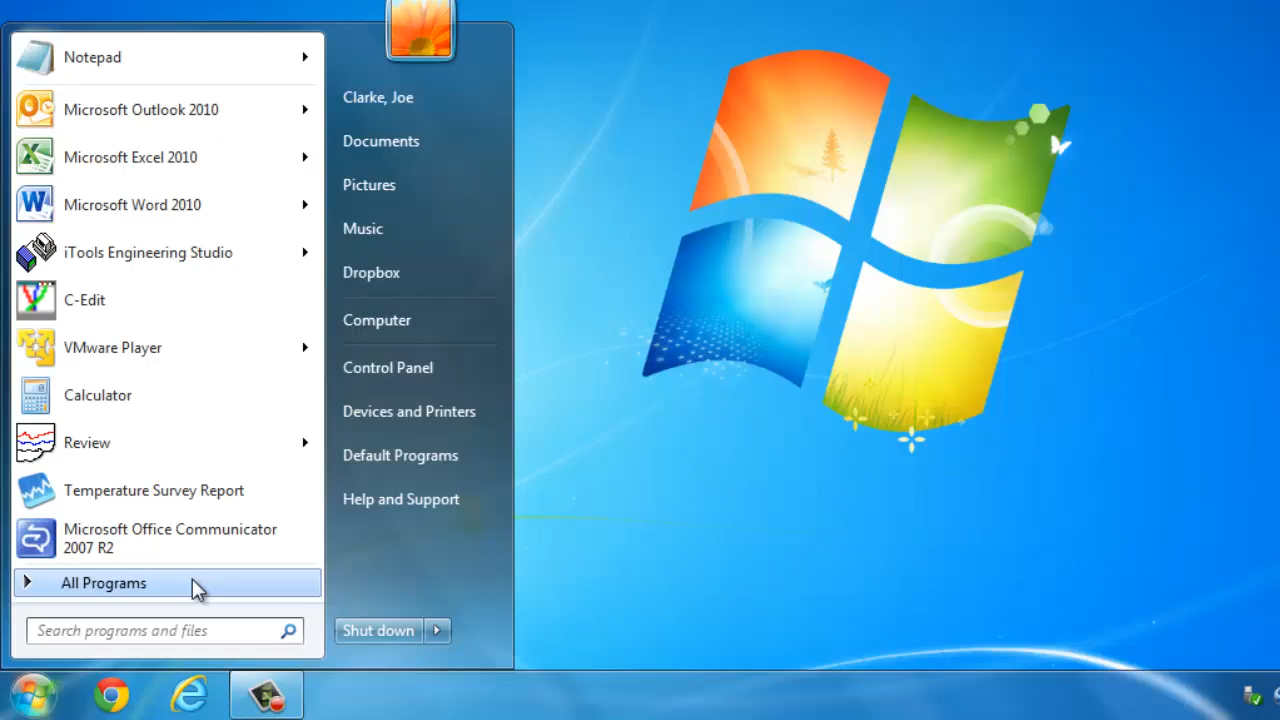 Notepad
Microsoft Outlook 2010
Microsoft Excel 2010
Microsoft Word 2010
iTools Engineering Studio
C-Edit
VMware Player
Calculator
Review
Temperature Survey Report
Microsoft Office Communicator
2007 R2
All Programs
Search programs and files
Clarke, Joe
Documents
Pictures
Music
Dropbox
Computer
Control Panel
Devices and Printers
Default Programs
Help and Support
Shut down